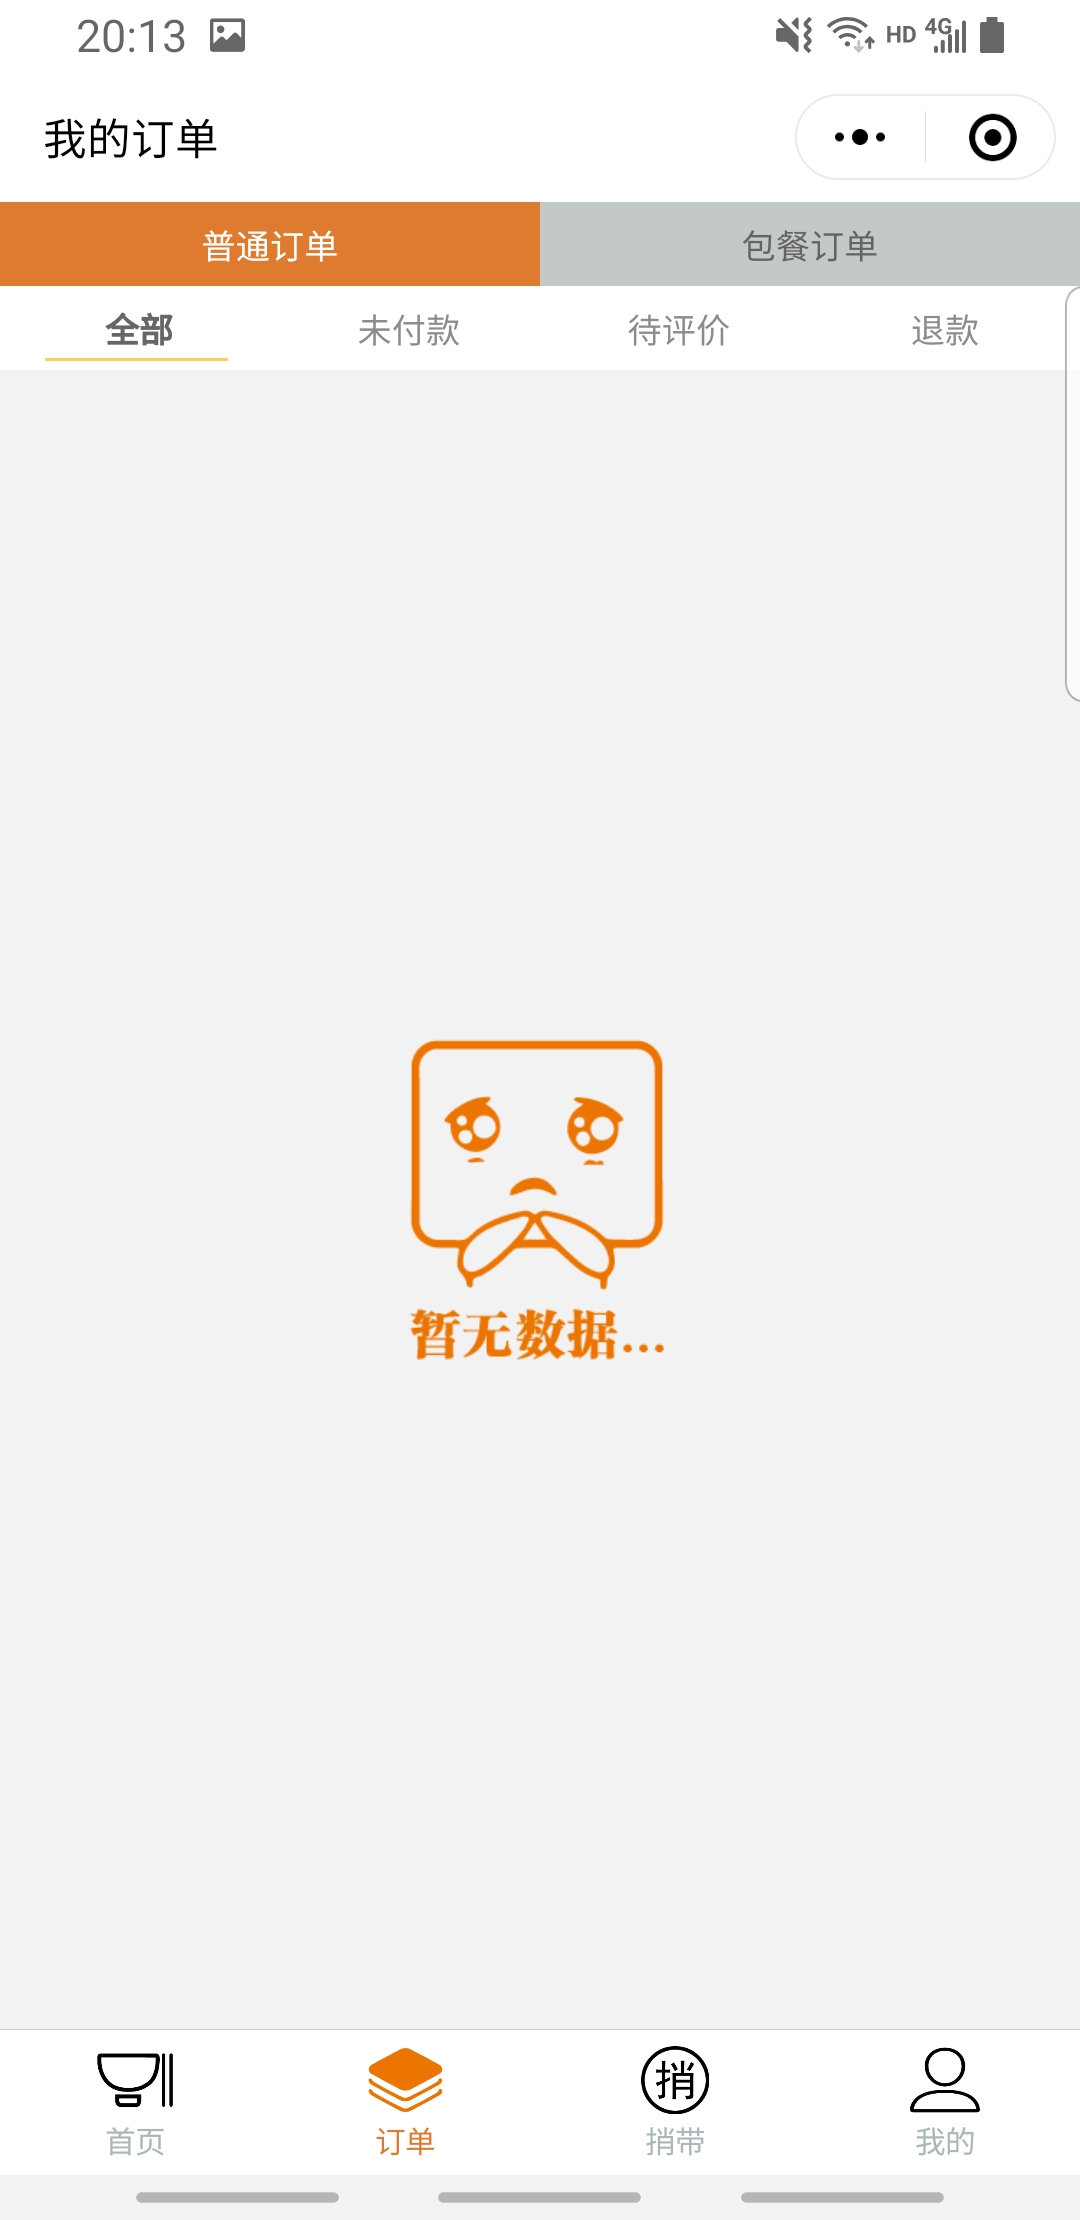 20:13 HD 4G
我的订单
普通订单 包餐订单
全部 未付款 待评价 退款
暂无数据...
捎
首页 订单 捎带 我的